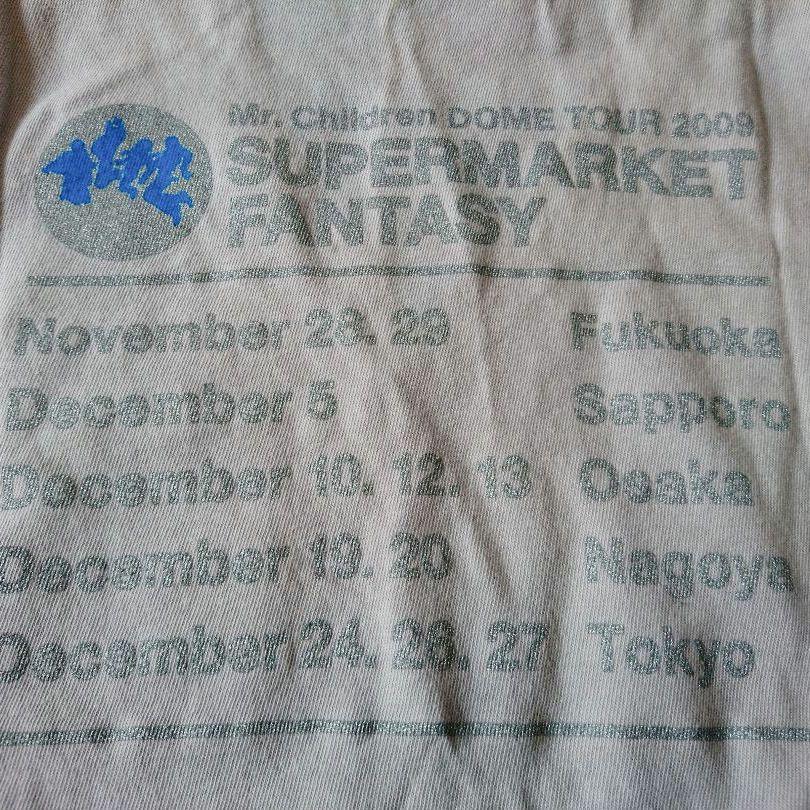 Mr. Children DOME TOUR 2009
SUPERMARKET
FANTASY
November 28. 29 Fukuoka
December 5 Sapporo
December 10. 12. 13 Osaka
December 19. 20 Nagoya
December 24. 26. 27 Tokyo